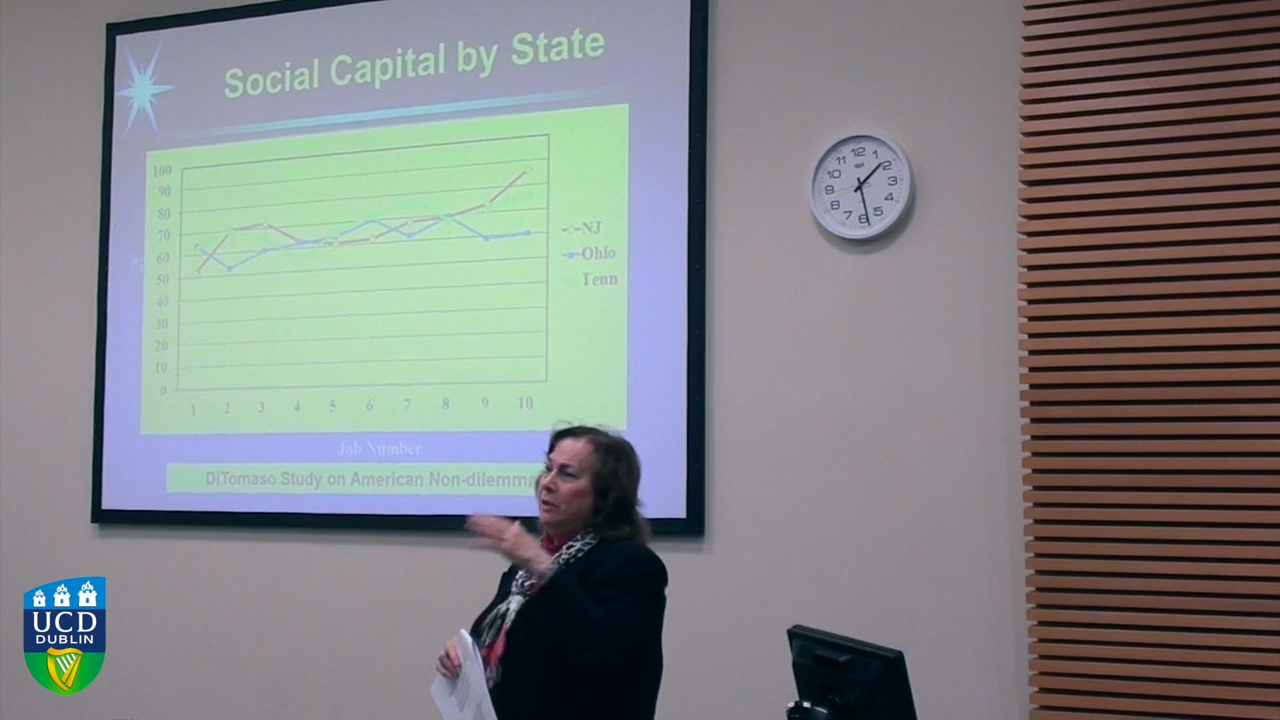 Social Capital by State
100
90
80
70
60
50
40
30
20
10
0
1 2 3 4 5 6 7 8 9 10
NJ
Ohio
Tenn
Job Number
DiTomaso Study on American Non-dilemm
12
1
2
3
4
5
6
7
8
9
10
11
UCD
DUBLIN